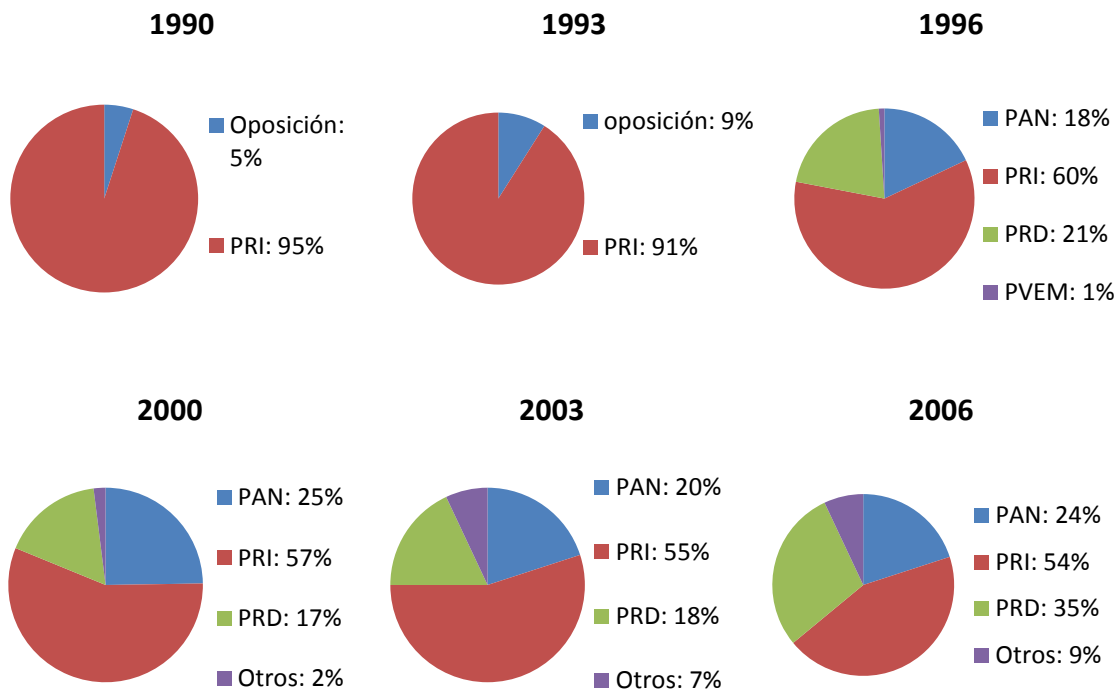 1990
Oposición:
5%
PRI: 95%
1993
oposición: 9%
PRI: 91%
1996
PAN: 18%
PRI: 60%
PRD: 21%
PVEM: 1%
2000
PAN: 25%
PRI: 57%
PRD: 17%
Otros: 2%
2003
PAN: 20%
PRI: 55%
PRD: 18%
Otros: 7%
2006
PAN: 24%
PRI: 54%
PRD: 35%
Otros: 9%